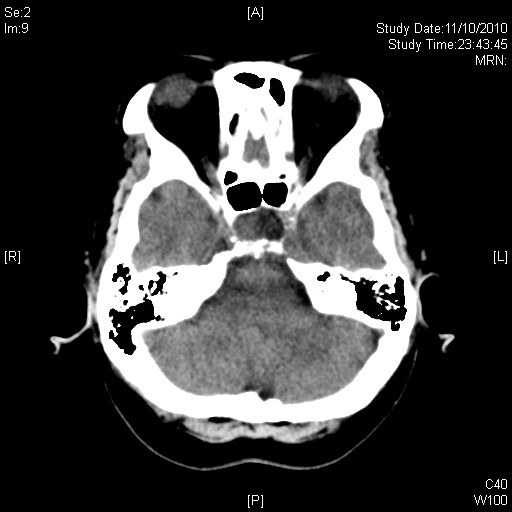 Se:2
Im:9
[A]
Study Date:11/10/2010
Study Time:23:43:45
MRN:
[R]
[L]
[P]
C40
W100